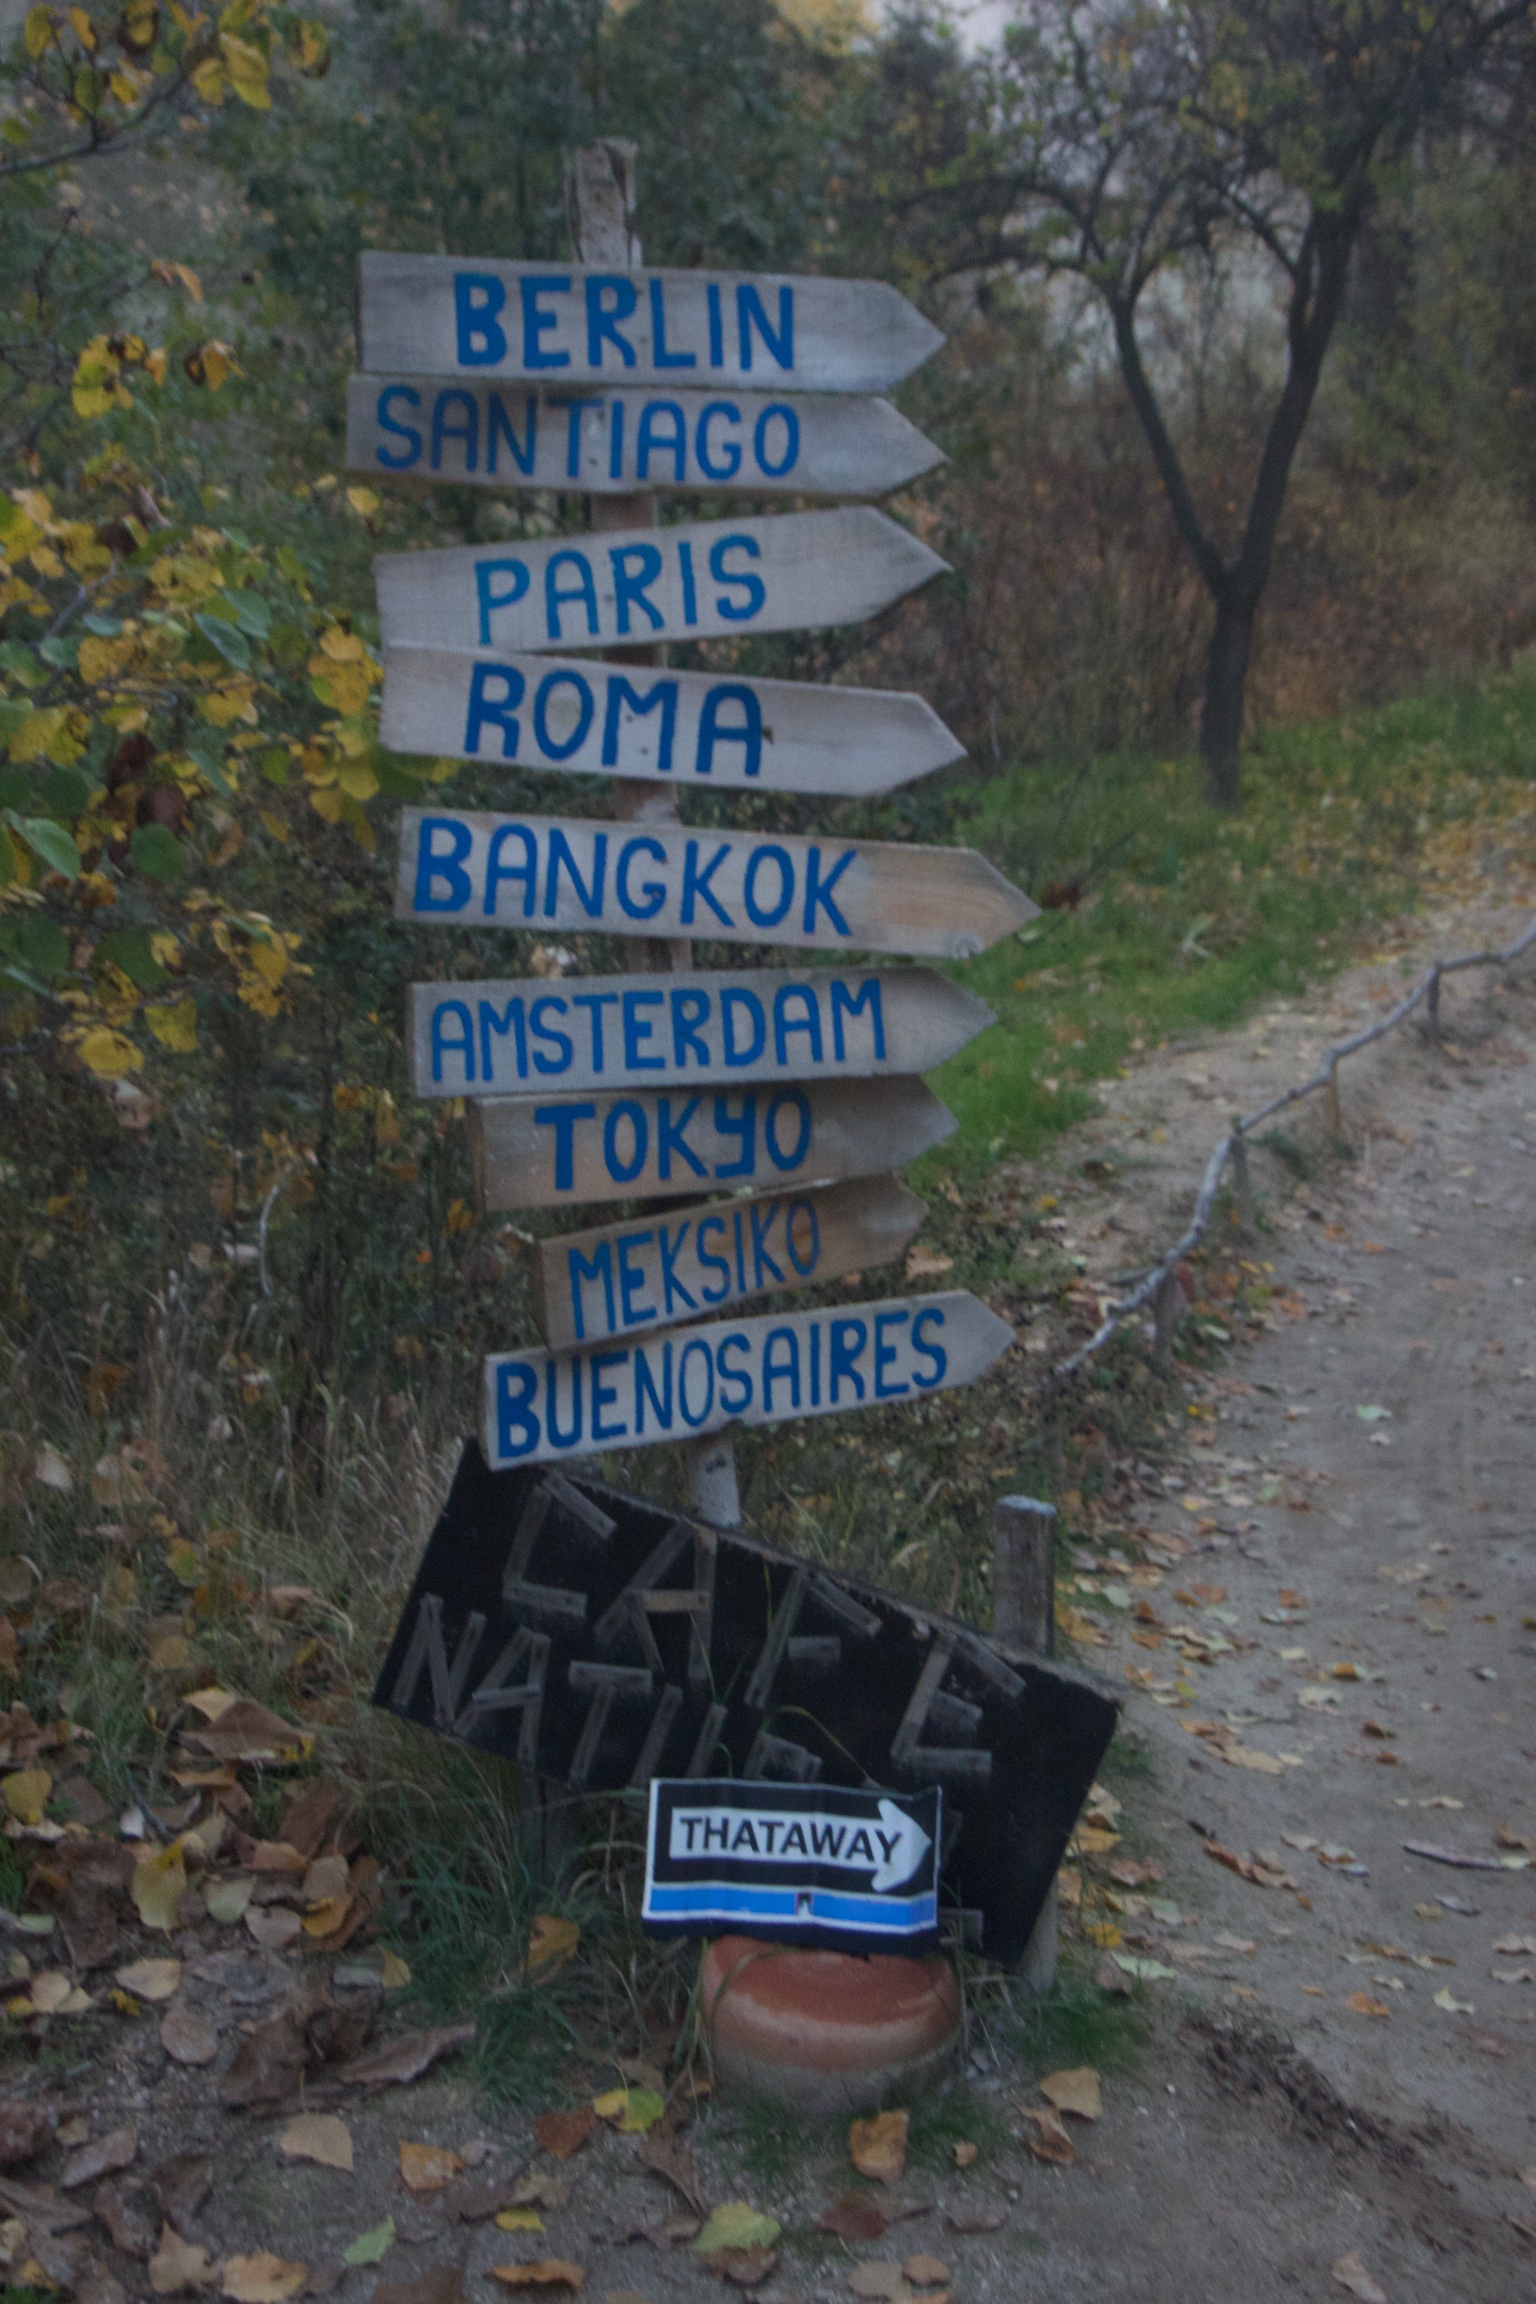 BERLIN
SANTIAGO
PARIS
ROMA
BANGKOK
AMSTERDAM
TOKYO
MEKSIKO
BUENOSAIRES
THATAWAY